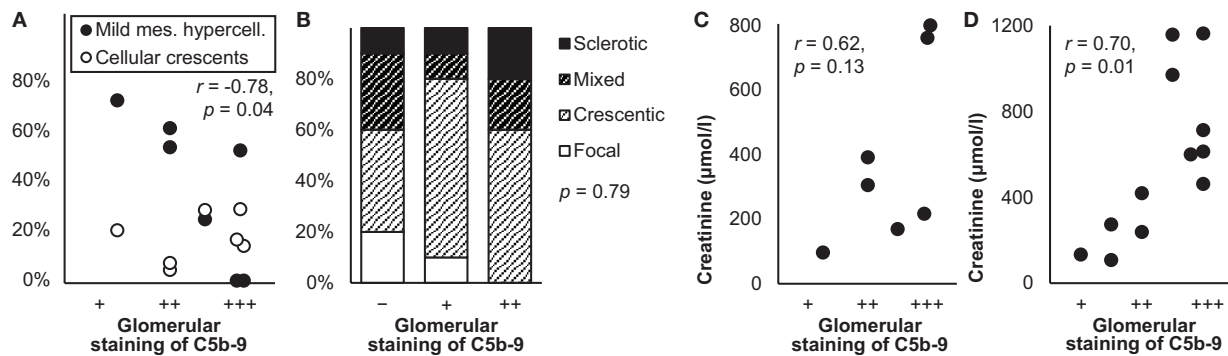 A
● Mild mes. hypercell.
○ Cellular crescents
r = -0.78,
p = 0.04
80%
60%
40%
20%
0%
+ ++ +++
Glomerular
staining of C5b-9
B
80%
60%
40%
20%
0%
− + ++
Glomerular
staining of C5b-9
Sclerotic
Mixed
Crescentic
Focal
p = 0.79
C
Creatinine (µmol/l)
800
600
400
200
0
r = 0.62,
p = 0.13
+ ++ +++
Glomerular
staining of C5b-9
D
Creatinine (µmol/l)
1200
800
400
0
r = 0.70,
p = 0.01
+ ++ +++
Glomerular
staining of C5b-9